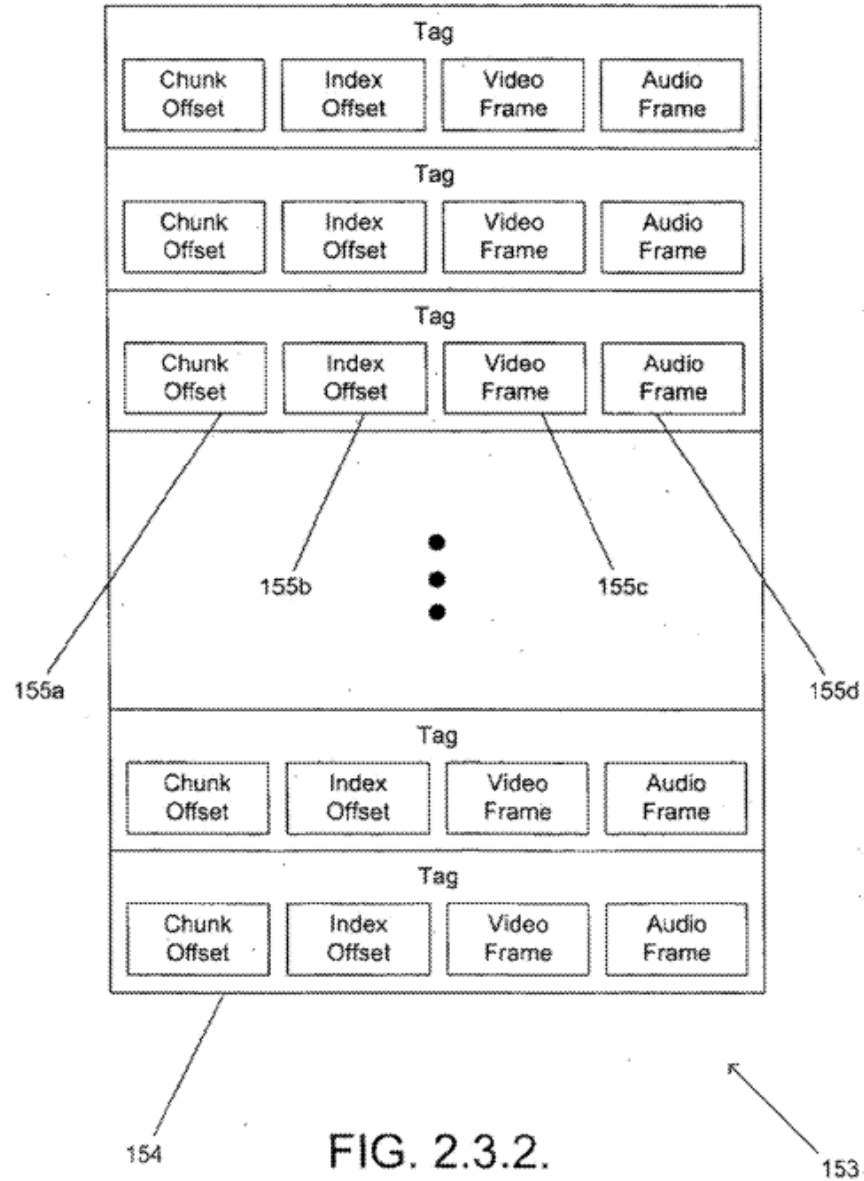 Tag
Chunk Offset
Index Offset
Video Frame
Audio Frame
Tag
Chunk Offset
Index Offset
Video Frame
Audio Frame
Tag
Chunk Offset
Index Offset
Video Frame
Audio Frame
155b
155c
155a
155d
Tag
Chunk Offset
Index Offset
Video Frame
Audio Frame
Tag
Chunk Offset
Index Offset
Video Frame
Audio Frame
154
FIG. 2.3.2.
153